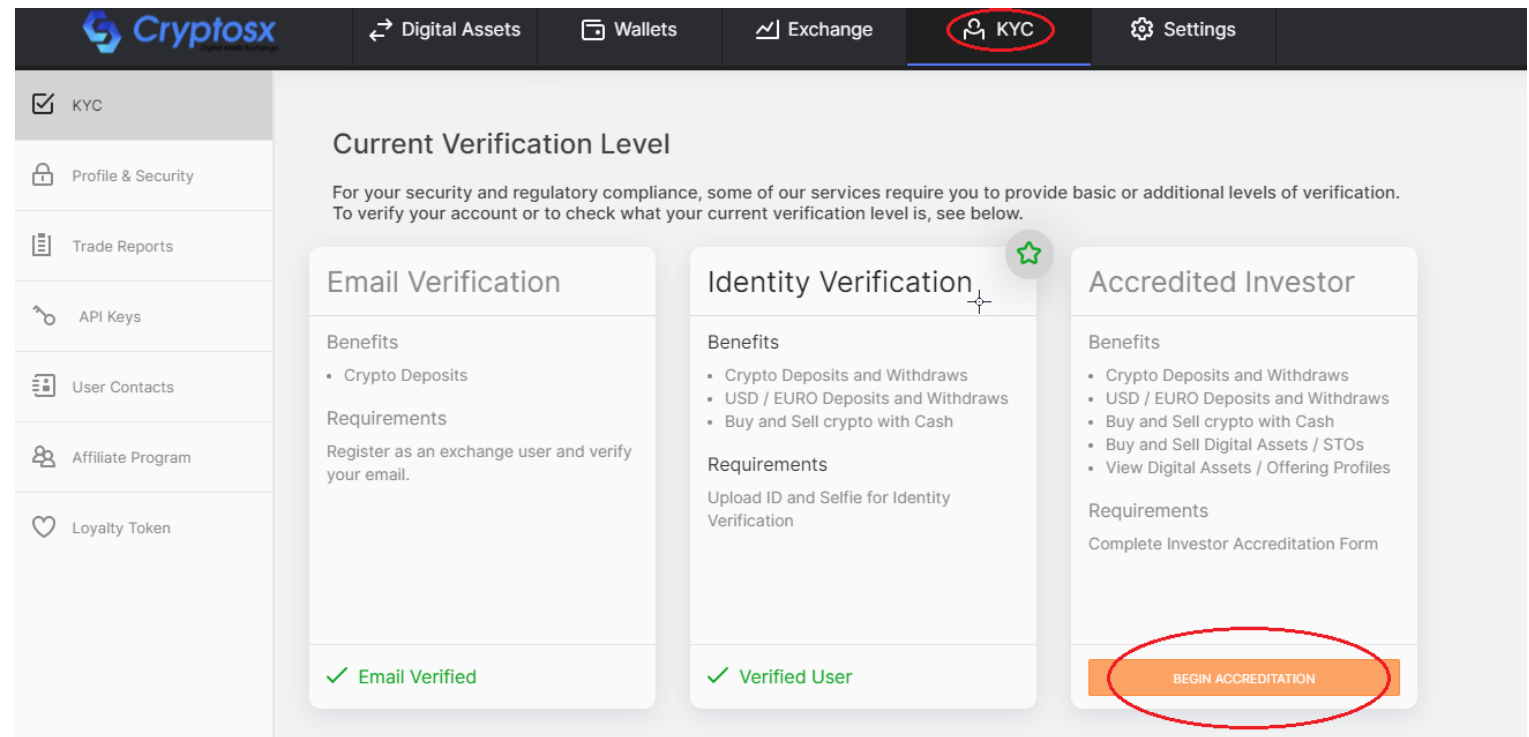 Cryptosx
Digital Assets Exchange
Digital Assets
Wallets
Exchange
KYC
Settings
KYC
Profile & Security
Trade Reports
API Keys
User Contacts
Affiliate Program
Loyalty Token
Current Verification Level
For your security and regulatory compliance, some of our services require you to provide basic or additional levels of verification.
To verify your account or to check what your current verification level is, see below.
Email Verification
Benefits
• Crypto Deposits
Requirements
Register as an exchange user and verify
your email.
Email Verified
Identity Verification
Benefits
• Crypto Deposits and Withdraws
• USD / EURO Deposits and Withdraws
• Buy and Sell crypto with Cash
Requirements
Upload ID and Selfie for Identity
Verification
Verified User
Accredited Investor
Benefits
• Crypto Deposits and Withdraws
• USD / EURO Deposits and Withdraws
• Buy and Sell crypto with Cash
• Buy and Sell Digital Assets / STOs
• View Digital Assets / Offering Profiles
Requirements
Complete Investor Accreditation Form
BEGIN ACCREDITATION